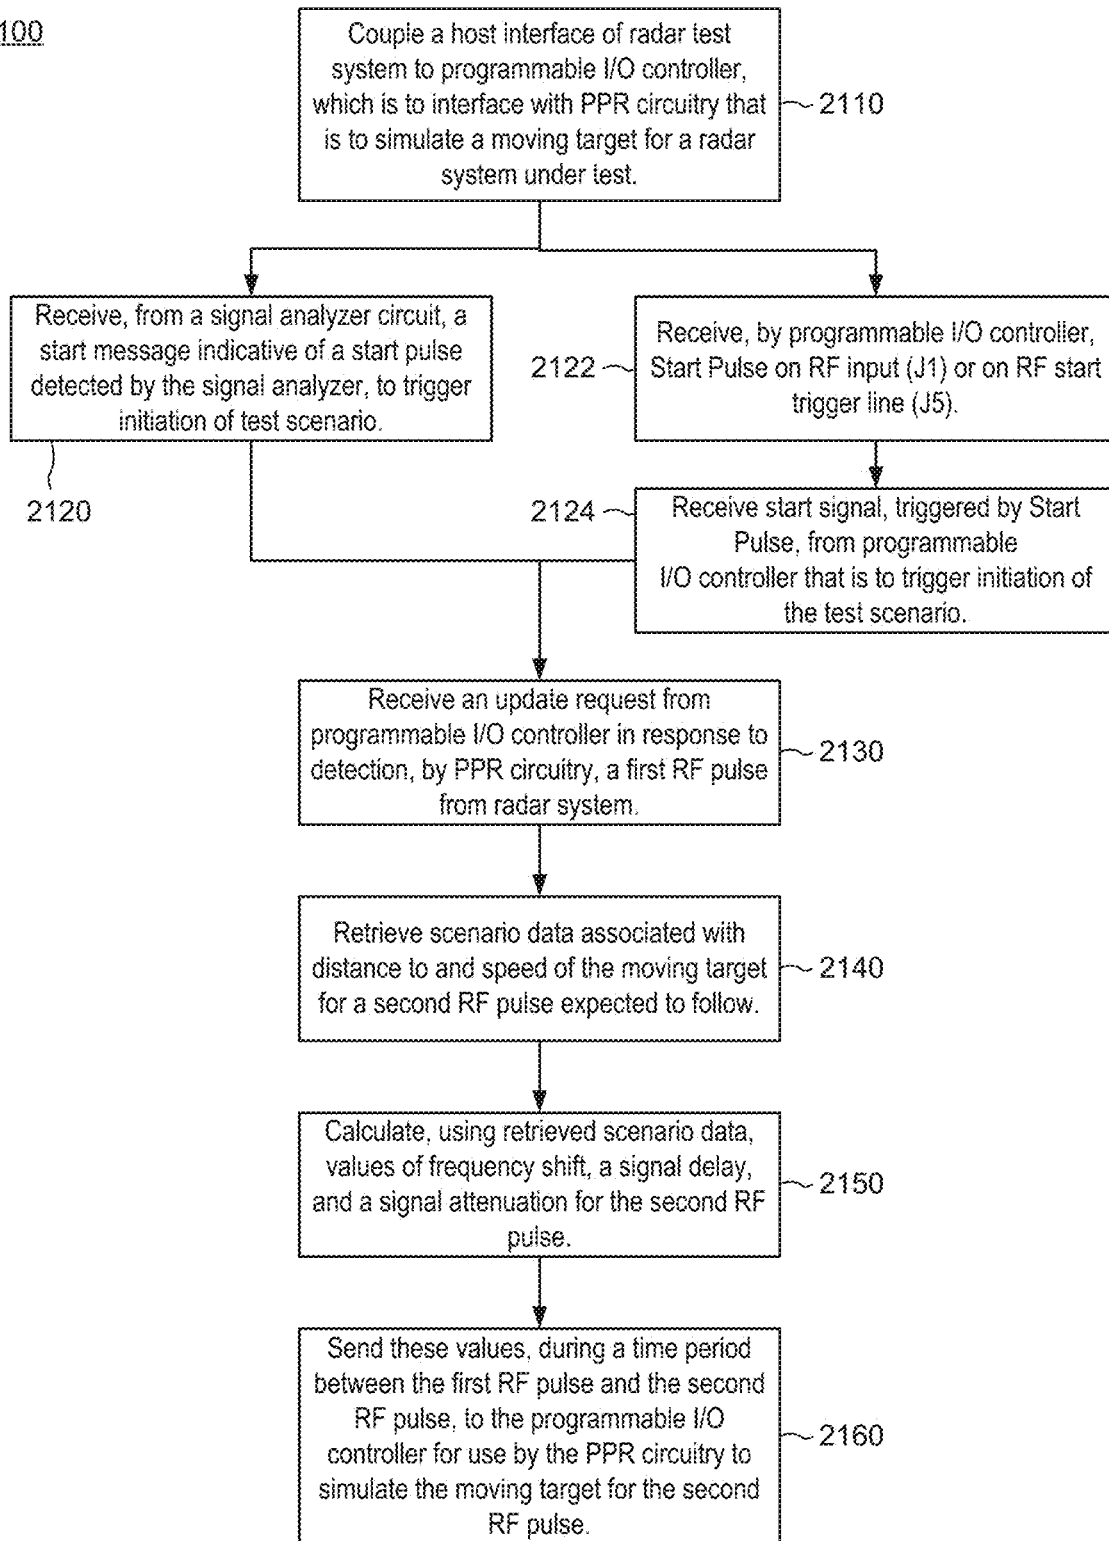 100
Couple a host interface of radar test
system to programmable I/O controller,
which is to interface with PPR circuitry that
is to simulate a moving target for a radar
system under test.
2110
Receive, from a signal analyzer circuit, a
start message indicative of a start pulse
detected by the signal analyzer, to trigger
initiation of test scenario.
2120
2122
Receive, by programmable I/O controller,
Start Pulse on RF input (J1) or on RF start
trigger line (J5).
2124
Receive start signal, triggered by Start
Pulse, from programmable
I/O controller that is to trigger initiation of
the test scenario.
Receive an update request from
programmable I/O controller in response to
detection, by PPR circuitry, a first RF pulse
from radar system.
2130
Retrieve scenario data associated with
distance to and speed of the moving target
for a second RF pulse expected to follow.
2140
Calculate, using retrieved scenario data,
values of frequency shift, a signal delay,
and a signal attenuation for the second RF
pulse.
2150
Send these values, during a time period
between the first RF pulse and the second
RF pulse, to the programmable I/O
controller for use by the PPR circuitry to
simulate the moving target for the second
RF pulse.
2160